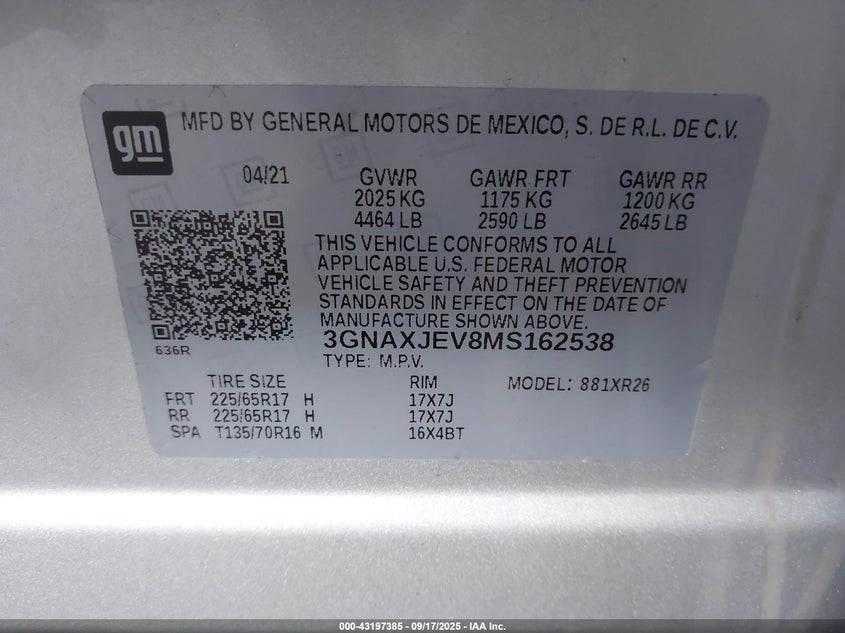 gm MFD BY GENERAL MOTORS DE MEXICO, S. DE R.L. DE C.V.
04/21 GVWR GAWR FRT GAWR RR
2025 KG 1175 KG 1200 KG
4464 LB 2590 LB 2645 LB
THIS VEHICLE CONFORMS TO ALL
APPLICABLE U.S. FEDERAL MOTOR
VEHICLE SAFETY AND THEFT PREVENTION
STANDARDS IN EFFECT ON THE DATE OF
MANUFACTURE SHOWN ABOVE.
3GNAXJEV8MS162538
636R
TYPE: M.P.V.
TIRE SIZE RIM MODEL: 881XR26
FRT 225/65R17 H 17X7J
RR 225/65R17 H 17X7J
SPA T135/70R16 M 16X4BT
000-43197385 - 09/17/2025 - IAA Inc.